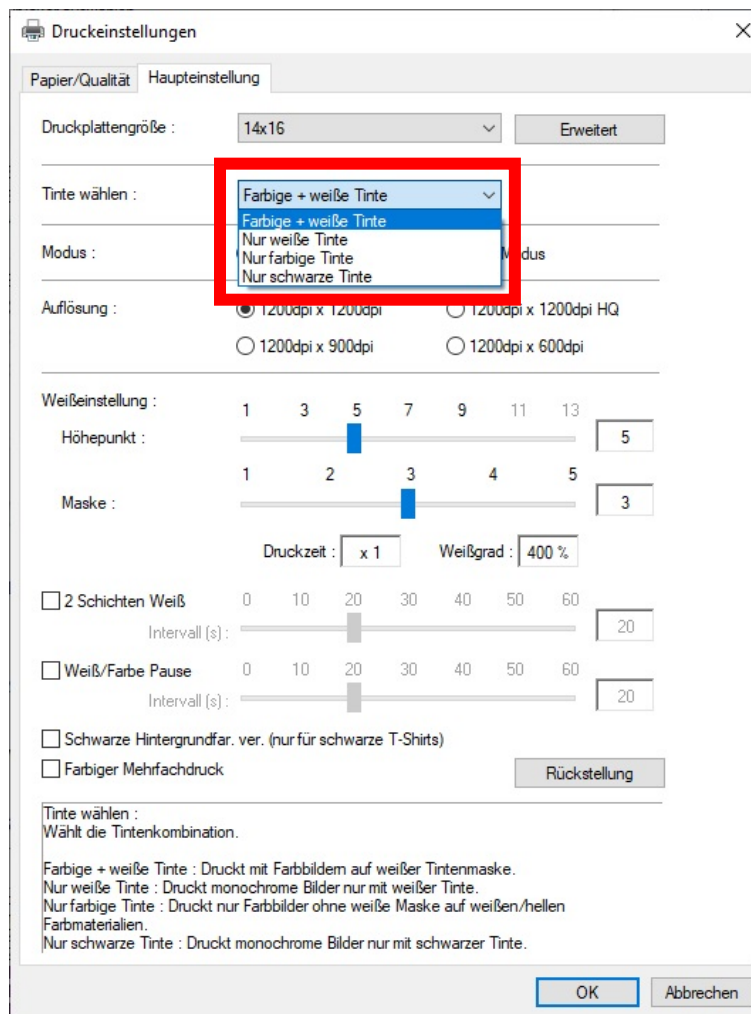 Druckeinstellungen
Papier/Qualität Haupteinstellung
Druckplattengröße : 14x16 Erweitert
Tinte wählen : Farbige + weiße Tinte
Farbige + weiße Tinte
Nur weiße Tinte
Nur farbige Tinte
Nur schwarze Tinte
Modus :
Auflösung : 1200dpi x 1200dpi 1200dpi x 1200dpi HQ
1200dpi x 900dpi 1200dpi x 600dpi
Weißeinstellung :
1 3 5 7 9 11 13
Höhepunkt : 5
1 2 3 4 5
Maske : 3
Druckzeit : x 1 Weißgrad : 400 %
2 Schichten Weiß 0 10 20 30 40 50 60
Intervall (s) : 20
Weiß/Farbe Pause 0 10 20 30 40 50 60
Intervall (s) : 20
Schwarze Hintergrundfar. ver. (nur für schwarze T-Shirts)
Farbiger Mehrfachdruck Rückstellung
Tinte wählen :
Wählt die Tintenkombination.
Farbige + weiße Tinte : Druckt mit Farbbildern auf weißer Tintenmaske.
Nur weiße Tinte : Druckt monochrome Bilder nur mit weißer Tinte.
Nur farbige Tinte : Druckt nur Farbbilder ohne weiße Maske auf weißen/hellen
Farbmaterialien.
Nur schwarze Tinte : Druckt monochrome Bilder nur mit schwarzer Tinte.
OK Abbrechen